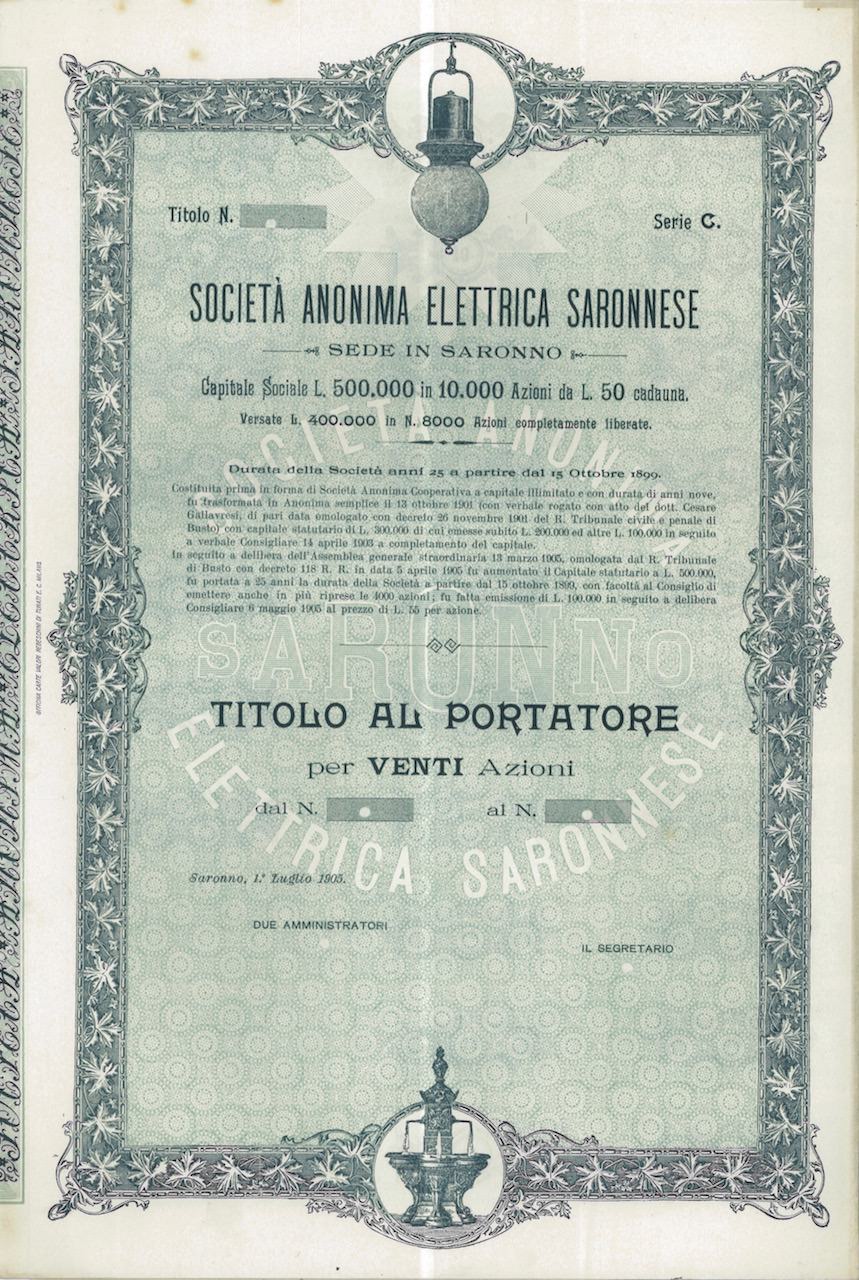 Titolo N.
Serie C.
SOCIETÀ ANONIMA ELETTRICA SARONNESE
SEDE IN SARONNO
Capitale Sociale L. 500.000 in 10.000 Azioni da L. 50 cadauna.
Versate L. 400.000 in N. 8000 Azioni completamente liberate.
Durata della Società anni 25 a partire dal 15 Ottobre 1899.
Costituita prima in forma di Società Anonima Cooperativa a capitale illimitato e con durata di anni nove,
fu trasformata in Anonima semplice il 13 ottobre 1901 (con verbale rogato con atto del dott. Cesare
Gallavresi, di pari data omologato con decreto 26 novembre 1901 del R. Tribunale civile e penale di
Busto) con capitale statutario di L. 300.000 di cui emesse subito L. 200.000 ed altre L. 100.000 in seguito
a verbale Consigliare 14 aprile 1903 a completamento del capitale.
In seguito a delibera dell'Assemblea generale straordinaria 13 marzo 1905, omologata dal R. Tribunale
di Busto con decreto 118 R. R. in data 5 aprile 1905 fu aumentato il Capitale statutario a L. 500.000,
fu portata a 25 anni la durata della Società a partire dal 15 ottobre 1899, con facoltà al Consiglio di
emettere anche in più riprese le 4000 azioni; fu fatta emissione di L. 100.000 in seguito a delibera
Consigliare 6 maggio 1905 al prezzo di L. 55 per azione.
SOCIETÀ ANONIMA
SARONNO
ELETTRICA SARONNESE
TITOLO AL PORTATORE
per VENTI Azioni
dal N.
al N.
Saronno, 1.° Luglio 1905.
DUE AMMINISTRATORI
IL SEGRETARIO
OFFICINA CARTE VALORI REBESCHINI DI TURATI E C. MILANO